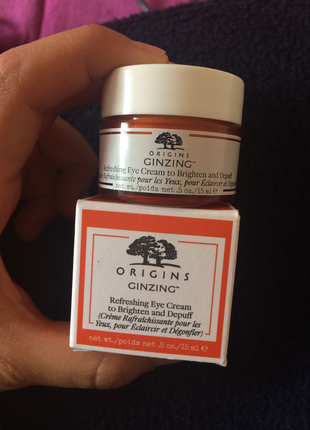 ORIGINS
GINZING™
Refreshing Eye Cream to Brighten and Depuff
Rafraîchissante pour les Yeux, pour Éclaircir et Dégonfler)
net wt./poids net .5 oz./15 ml ℮
ORIGINS
GINZING™
Refreshing Eye Cream
to Brighten and Depuff
(Crème Rafraîchissante pour les
Yeux, pour Éclaircir et Dégonfler)
net wt./poids net .5 oz./15 ml ℮